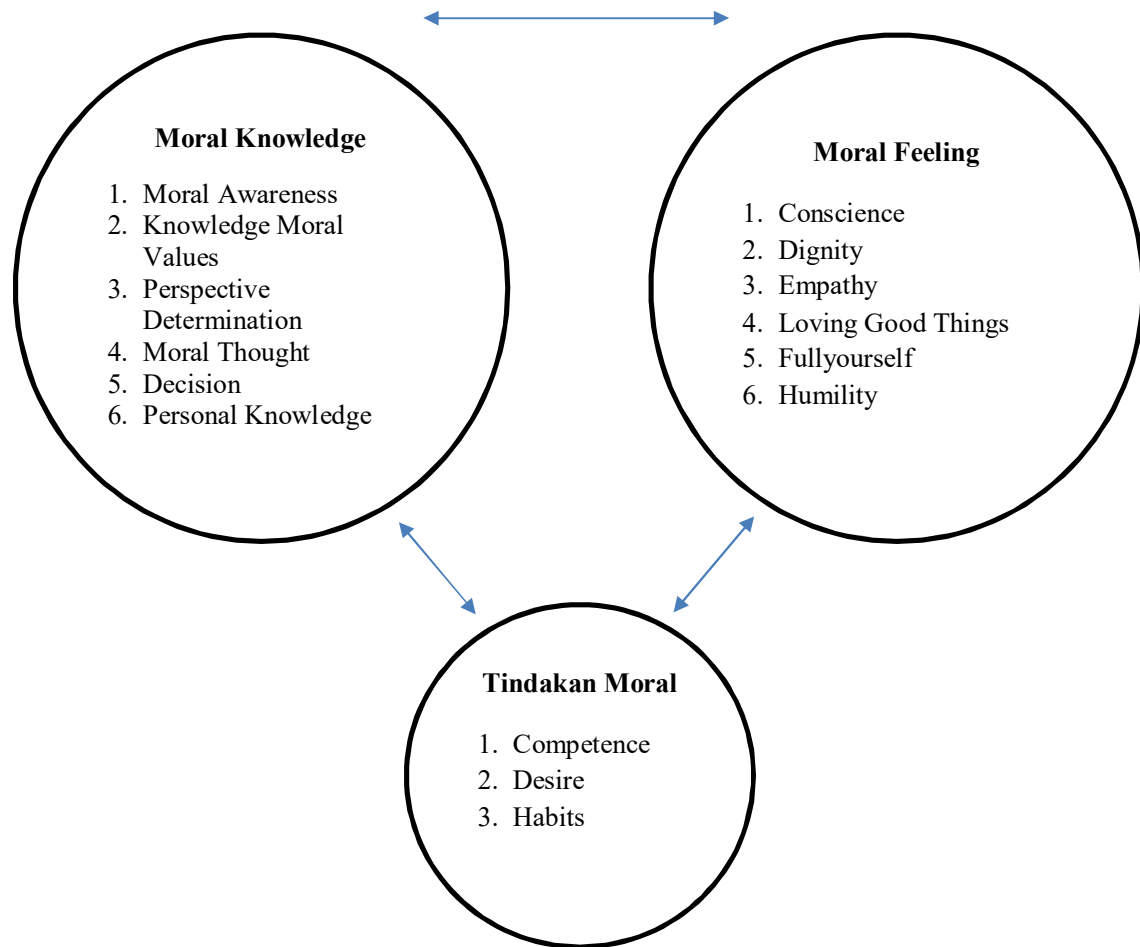 Moral Knowledge
1. Moral Awareness
2. Knowledge Moral
Values
3. Perspective
Determination
4. Moral Thought
5. Decision
6. Personal Knowledge
Moral Feeling
1. Conscience
2. Dignity
3. Empathy
4. Loving Good Things
5. Fullyourself
6. Humility
Tindakan Moral
1. Competence
2. Desire
3. Habits